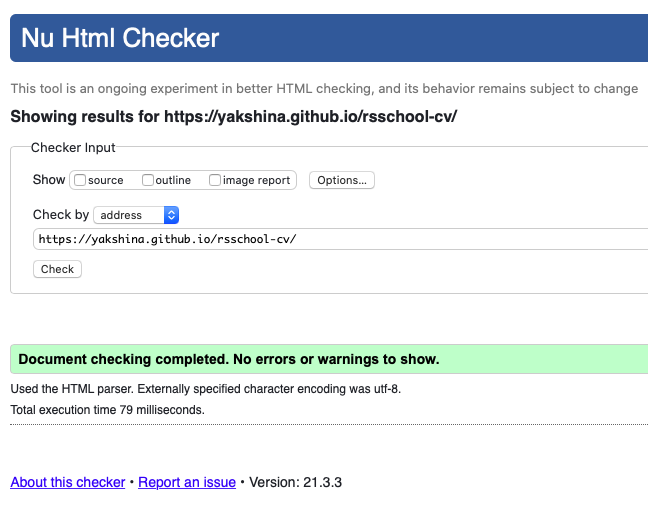 Nu Html Checker
This tool is an ongoing experiment in better HTML checking, and its behavior remains subject to change
Showing results for https://yakshina.github.io/rsschool-cv/
Checker Input
Show source outline image report Options...
Check by address
https://yakshina.github.io/rsschool-cv/
Check
Document checking completed. No errors or warnings to show.
Used the HTML parser. Externally specified character encoding was utf-8.
Total execution time 79 milliseconds.
About this checker • Report an issue • Version: 21.3.3